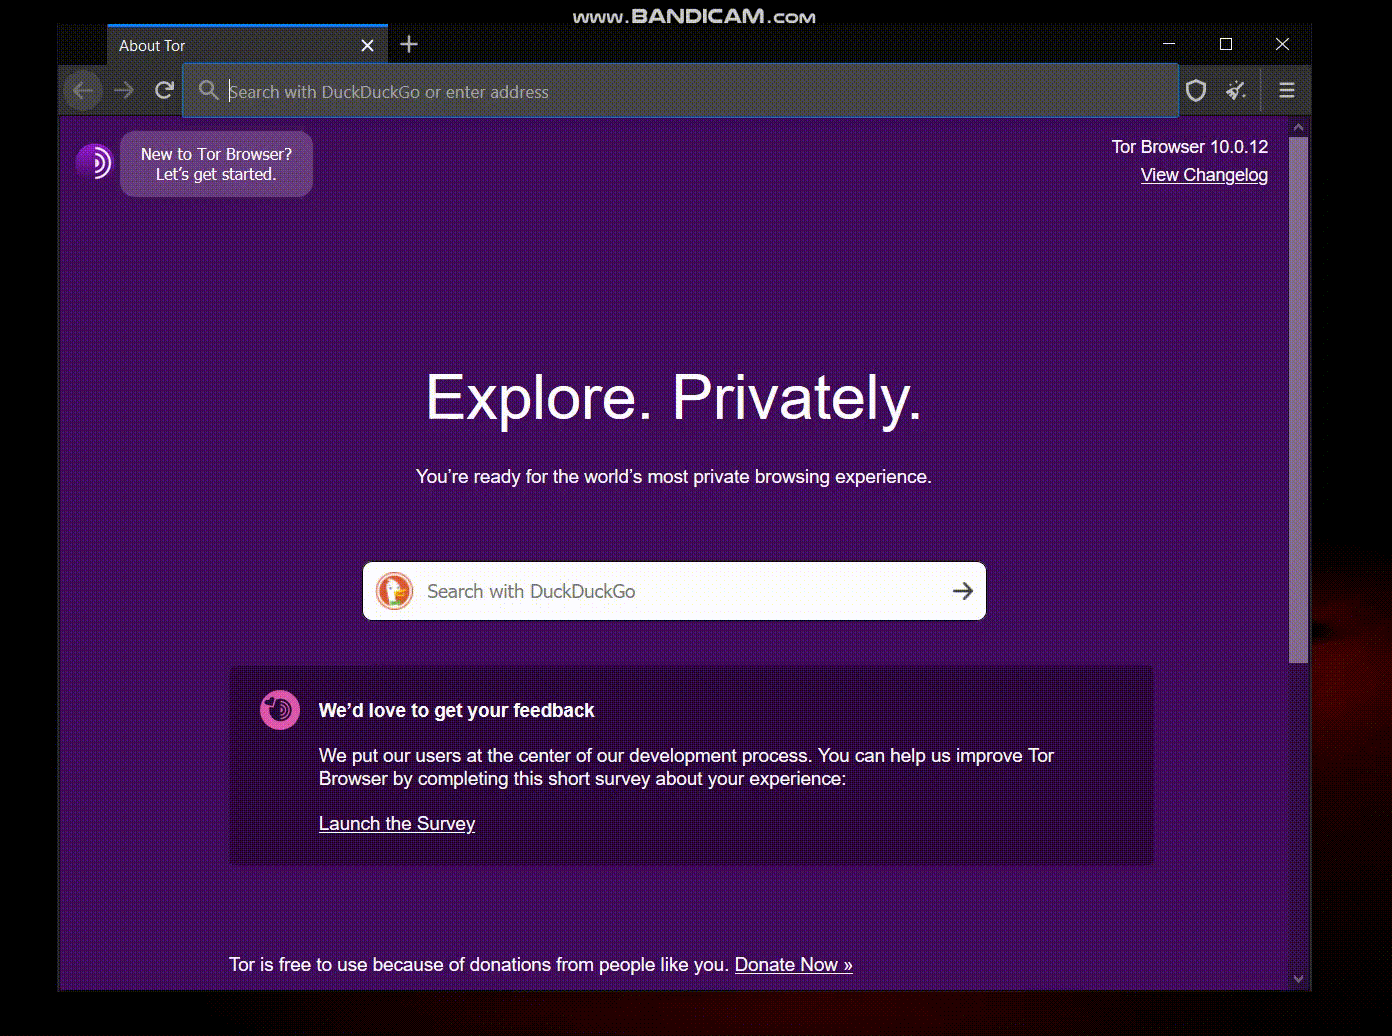 www.BANDICAM.com
About Tor
Search with DuckDuckGo or enter address
New to Tor Browser?
Let’s get started.
Tor Browser 10.0.12
View Changelog
Explore. Privately.
You’re ready for the world’s most private browsing experience.
Search with DuckDuckGo
We’d love to get your feedback
We put our users at the center of our development process. You can help us improve Tor
Browser by completing this short survey about your experience:
Launch the Survey
Tor is free to use because of donations from people like you. Donate Now »